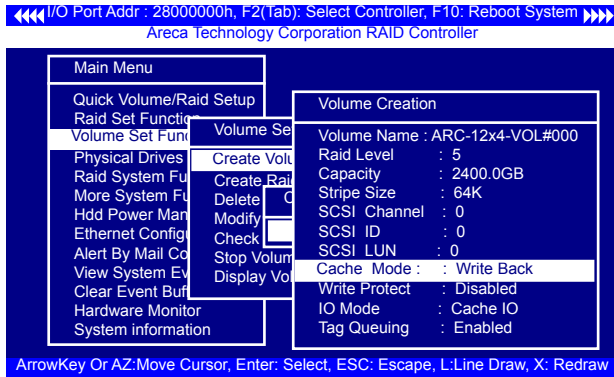 I/O Port Addr : 28000000h, F2(Tab): Select Controller, F10: Reboot System
Areca Technology Corporation RAID Controller
Main Menu
Quick Volume/Raid Setup
Raid Set Function
Volume Set Func
Physical Drives
Raid System Fu
More System Fu
Hdd Power Man
Ethernet Configu
Alert By Mail Co
View System Ev
Clear Event Buff
Hardware Monitor
System information
Volume Se
Create Volu
Create Raid
Delete
Modify
Check
Stop Volum
Display Vol
C
Volume Creation
Volume Name : ARC-12x4-VOL#000
Raid Level : 5
Capacity : 2400.0GB
Stripe Size : 64K
SCSI Channel : 0
SCSI ID : 0
SCSI LUN : 0
Cache Mode : : Write Back
Write Protect : Disabled
IO Mode : Cache IO
Tag Queuing : Enabled
ArrowKey Or AZ:Move Cursor, Enter: Select, ESC: Escape, L:Line Draw, X: Redraw